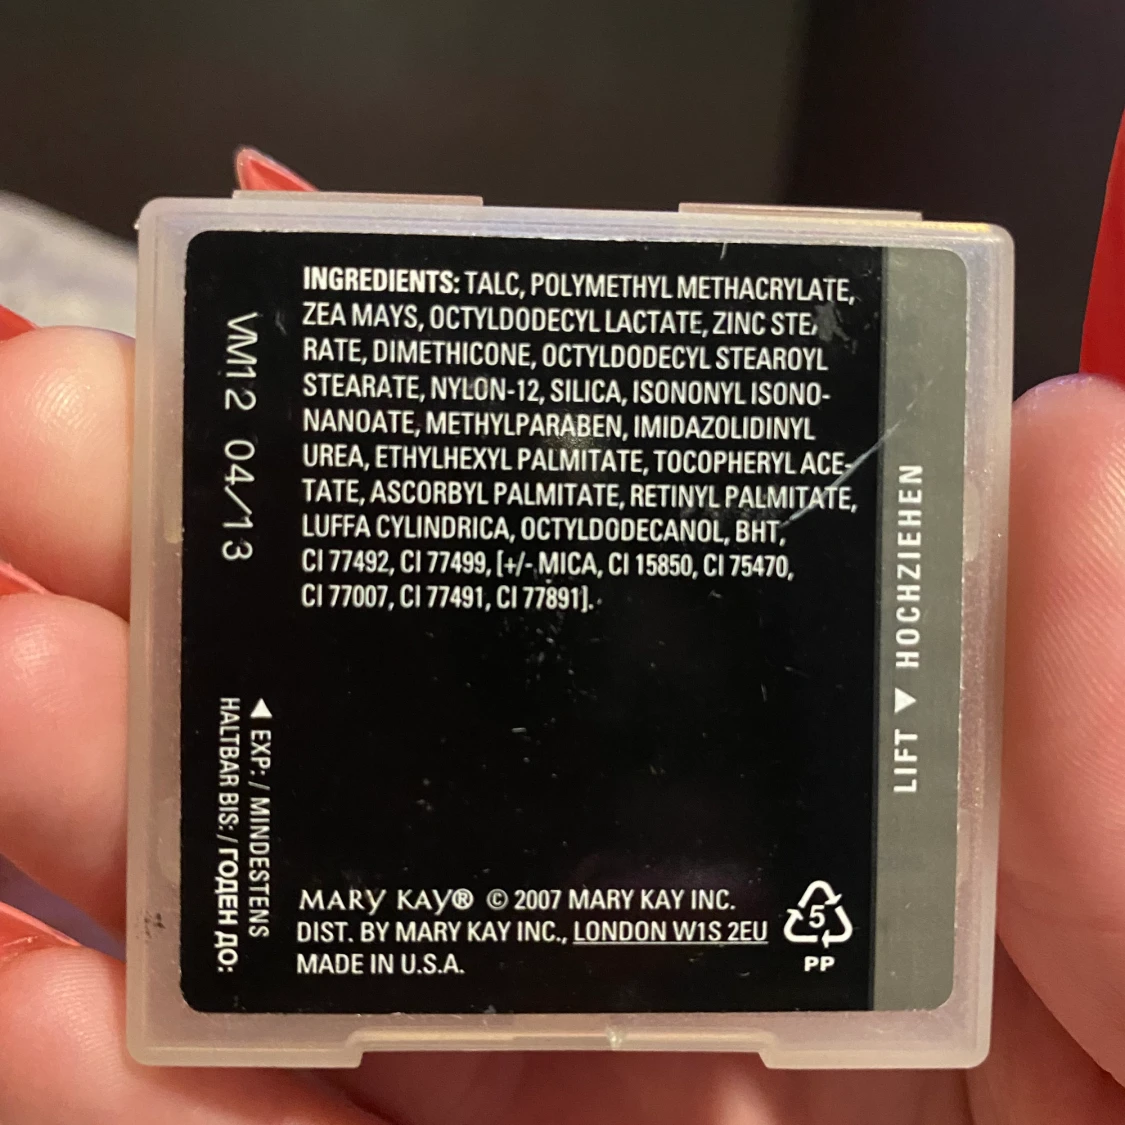 INGREDIENTS: TALC, POLYMETHYL METHACRYLATE,
ZEA MAYS, OCTYLDODECYL LACTATE, ZINC STE
RATE, DIMETHICONE, OCTYLDODECYL STEAROYL
STEARATE, NYLON-12, SILICA, ISONONYL ISONO-
NANOATE, METHYLPARABEN, IMIDAZOLIDINYL
UREA, ETHYLHEXYL PALMITATE, TOCOPHERYL ACE-
TATE, ASCORBYL PALMITATE, RETINYL PALMITATE,
LUFFA CYLINDRICA, OCTYLDODECANOL, BHT,
CI 77492, CI 77499, [+/- MICA, CI 15850, CI 75470,
CI 77007, CI 77491, CI 77891].
VM12 04/13
◀ EXP: / MINDESTENS
HALTBAR BIS: / ГОДЕН ДО:
MARY KAY® © 2007 MARY KAY INC.
DIST. BY MARY KAY INC., LONDON W1S 2EU
MADE IN U.S.A.
5
PP
LIFT ▼ HOCHZIEHEN